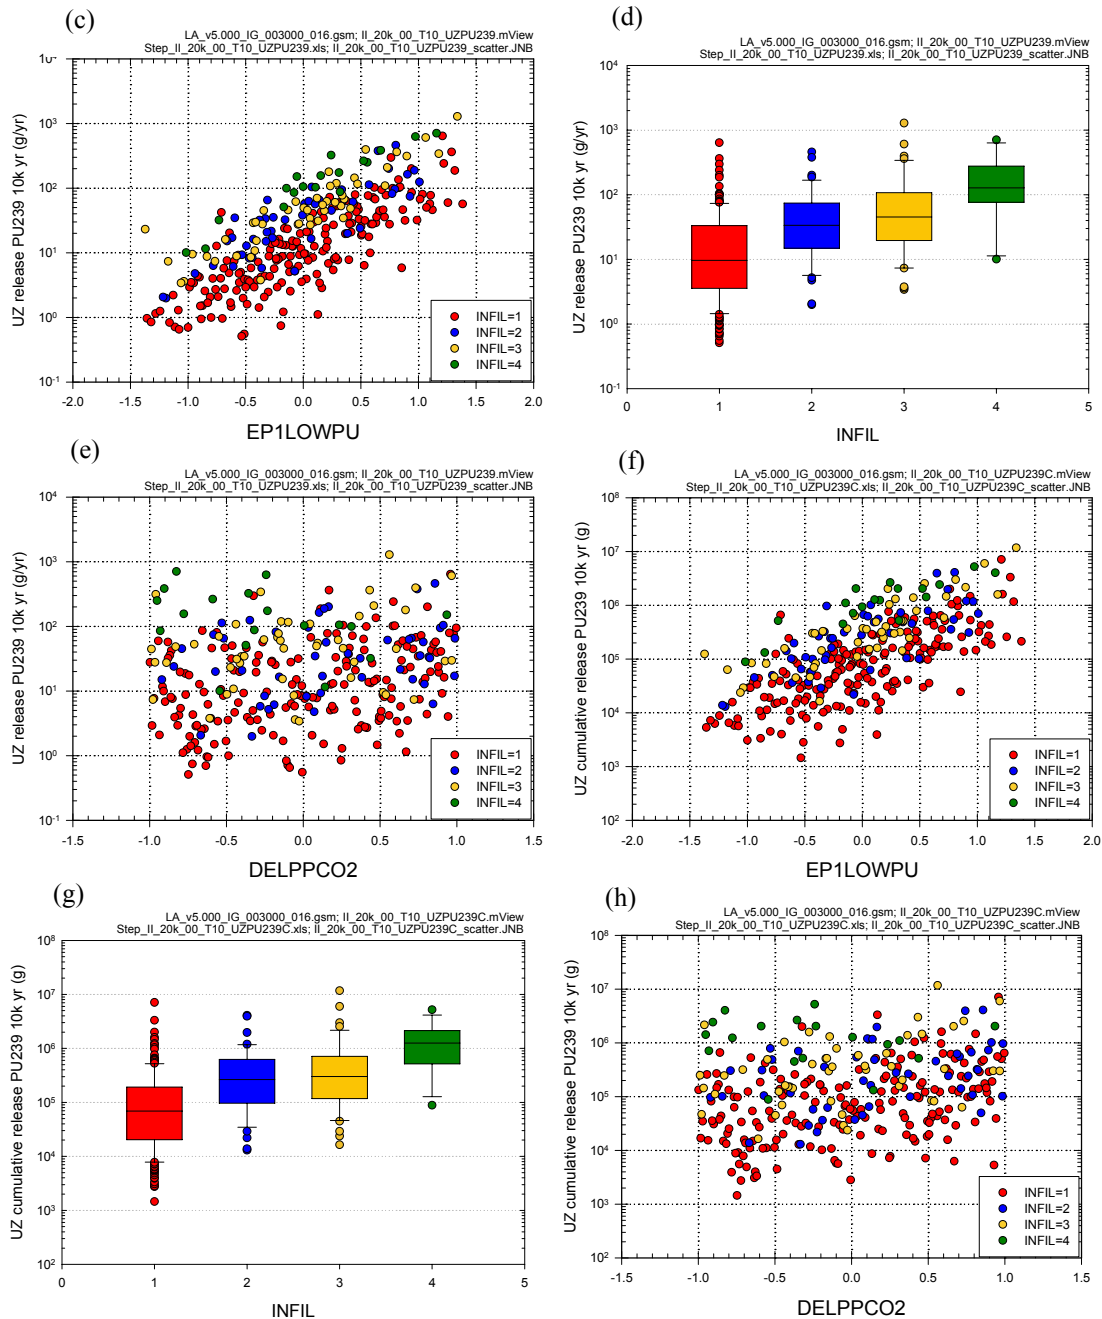 (c)
LA_v5.000_IG_003000_016.gsm; II_20k_00_T10_UZPU239.mView
Step_II_20k_00_T10_UZPU239.xls; II_20k_00_T10_UZPU239_scatter.JNB
UZ release PU239 10k yr (g/yr)
10⁴
10³
10²
10¹
10⁰
10⁻¹
-2.0 -1.5 -1.0 -0.5 0.0 0.5 1.0 1.5 2.0
EP1LOWPU
INFIL=1
INFIL=2
INFIL=3
INFIL=4
(d)
LA_v5.000_IG_003000_016.gsm; II_20k_00_T10_UZPU239.mView
Step_II_20k_00_T10_UZPU239.xls; II_20k_00_T10_UZPU239_scatter.JNB
UZ release PU239 10k yr (g/yr)
10⁴
10³
10²
10¹
10⁰
10⁻¹
0 1 2 3 4 5
INFIL
(e)
LA_v5.000_IG_003000_016.gsm; II_20k_00_T10_UZPU239.mView
Step_II_20k_00_T10_UZPU239.xls; II_20k_00_T10_UZPU239_scatter.JNB
UZ release PU239 10k yr (g/yr)
10⁴
10³
10²
10¹
10⁰
10⁻¹
-1.5 -1.0 -0.5 0.0 0.5 1.0 1.5
DELPPCO2
INFIL=1
INFIL=2
INFIL=3
INFIL=4
(f)
LA_v5.000_IG_003000_016.gsm; II_20k_00_T10_UZPU239C.mView
Step_II_20k_00_T10_UZPU239C.xls; II_20k_00_T10_UZPU239C_scatter.JNB
UZ cumulative release PU239 10k yr (g)
10⁸
10⁷
10⁶
10⁵
10⁴
10³
10²
-2.0 -1.5 -1.0 -0.5 0.0 0.5 1.0 1.5 2.0
EP1LOWPU
INFIL=1
INFIL=2
INFIL=3
INFIL=4
(g)
LA_v5.000_IG_003000_016.gsm; II_20k_00_T10_UZPU239C.mView
Step_II_20k_00_T10_UZPU239C.xls; II_20k_00_T10_UZPU239C_scatter.JNB
UZ cumulative release PU239 10k yr (g)
10⁸
10⁷
10⁶
10⁵
10⁴
10³
10²
0 1 2 3 4 5
INFIL
(h)
LA_v5.000_IG_003000_016.gsm; II_20k_00_T10_UZPU239C.mView
Step_II_20k_00_T10_UZPU239C.xls; II_20k_00_T10_UZPU239C_scatter.JNB
UZ cumulative release PU239 10k yr (g)
10⁸
10⁷
10⁶
10⁵
10⁴
10³
10²
-1.5 -1.0 -0.5 0.0 0.5 1.0 1.5
DELPPCO2
INFIL=1
INFIL=2
INFIL=3
INFIL=4